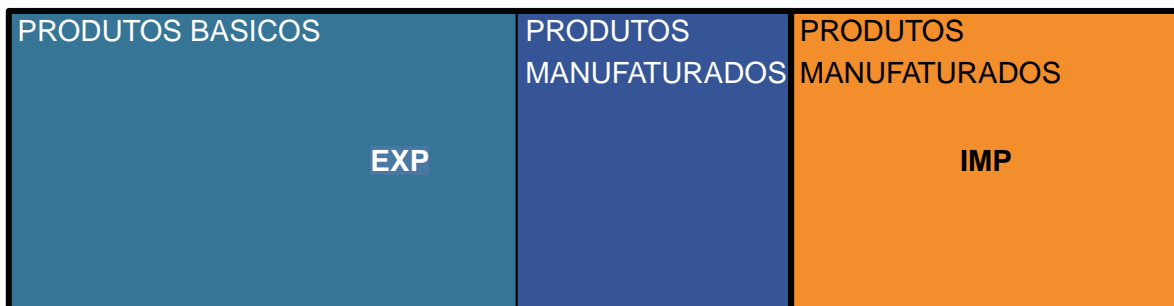 PRODUTOS BASICOS
PRODUTOS
MANUFATURADOS
PRODUTOS
MANUFATURADOS
EXP
IMP